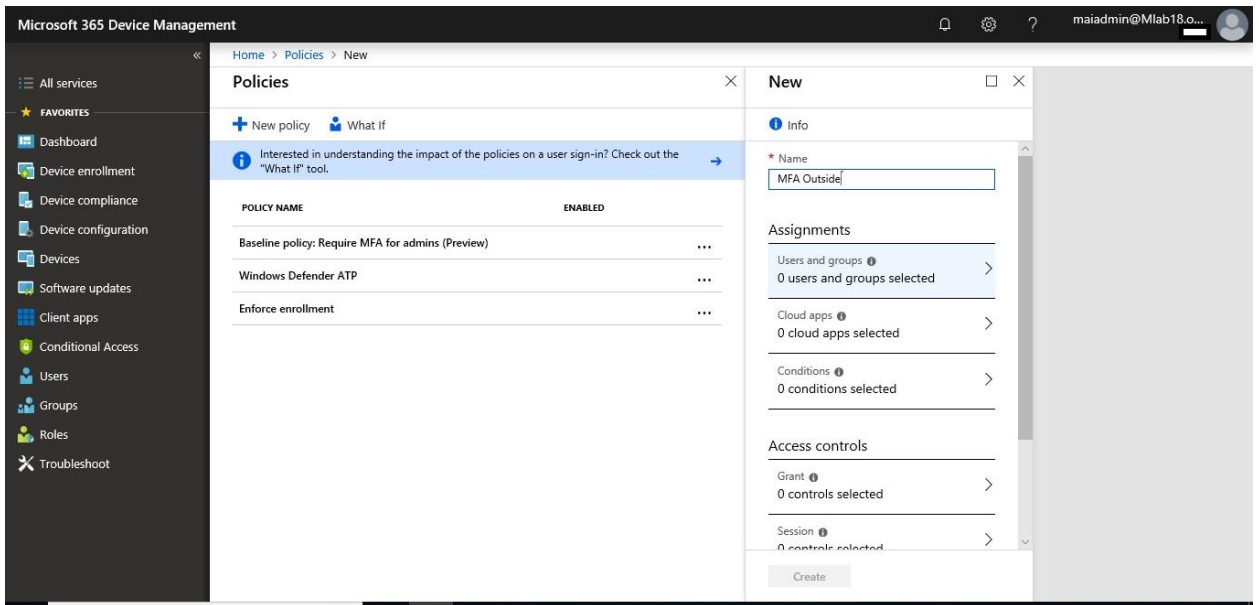 Microsoft 365 Device Management
?
maiadmin@Mlab18.o...
«
Home > Policies > New
All services
FAVORITES
Dashboard
Device enrollment
Device compliance
Device configuration
Devices
Software updates
Client apps
Conditional Access
Users
Groups
Roles
Troubleshoot
Policies
New policy What If
Interested in understanding the impact of the policies on a user sign-in? Check out the
"What If" tool.
POLICY NAME ENABLED
Baseline policy: Require MFA for admins (Preview) ...
Windows Defender ATP ...
Enforce enrollment ...
New
Info
* Name
MFA Outside
Assignments
Users and groups
0 users and groups selected
Cloud apps
0 cloud apps selected
Conditions
0 conditions selected
Access controls
Grant
0 controls selected
Session
0 controls selected
Create